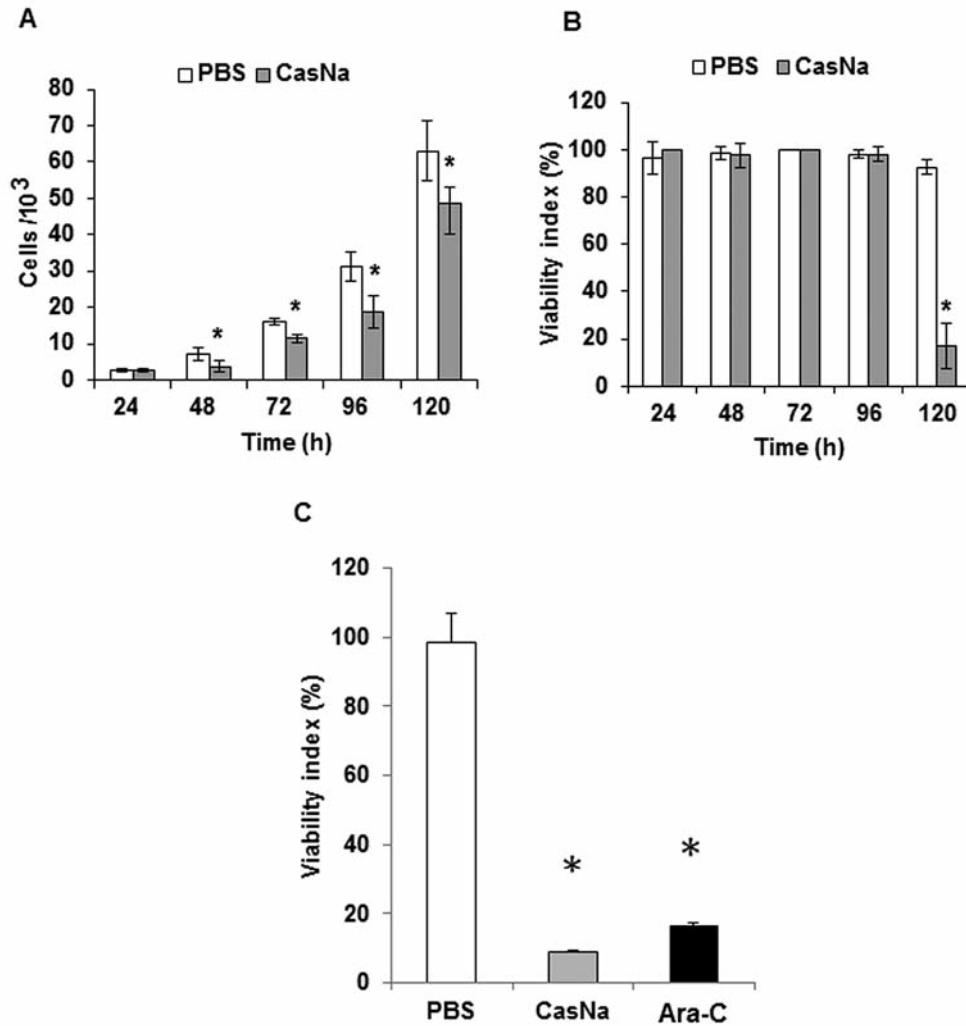 A
PBS CasNa
80
70
60
50
40
30
20
10
0
Cells /10³
* * * *
24 48 72 96 120
Time (h)
B
PBS CasNa
120
100
80
60
40
20
0
Viability index (%)
*
24 48 72 96 120
Time (h)
C
120
100
80
60
40
20
0
Viability index (%)
* *
PBS CasNa Ara-C